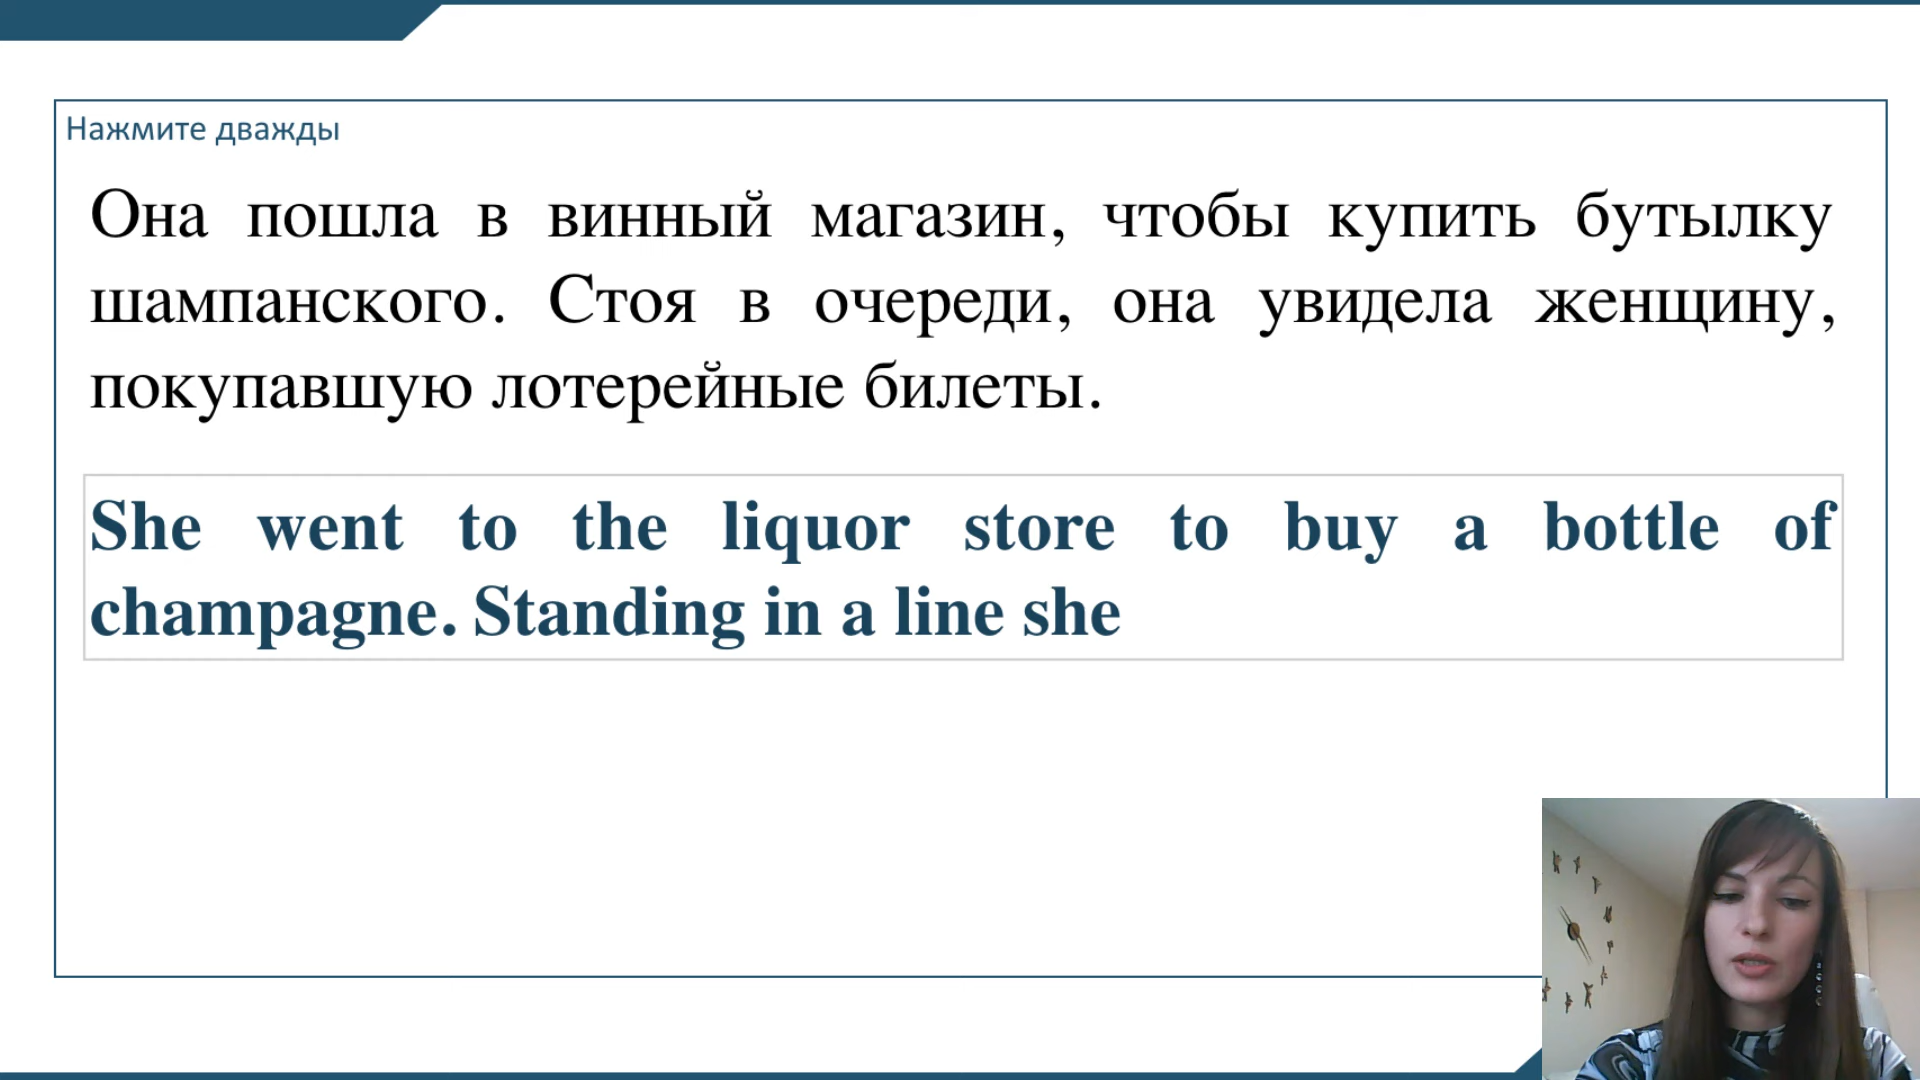 Нажмите дважды
Она пошла в винный магазин, чтобы купить бутылку
шампанского. Стоя в очереди, она увидела женщину,
покупавшую лотерейные билеты.
She went to the liquor store to buy a bottle of
champagne. Standing in a line she